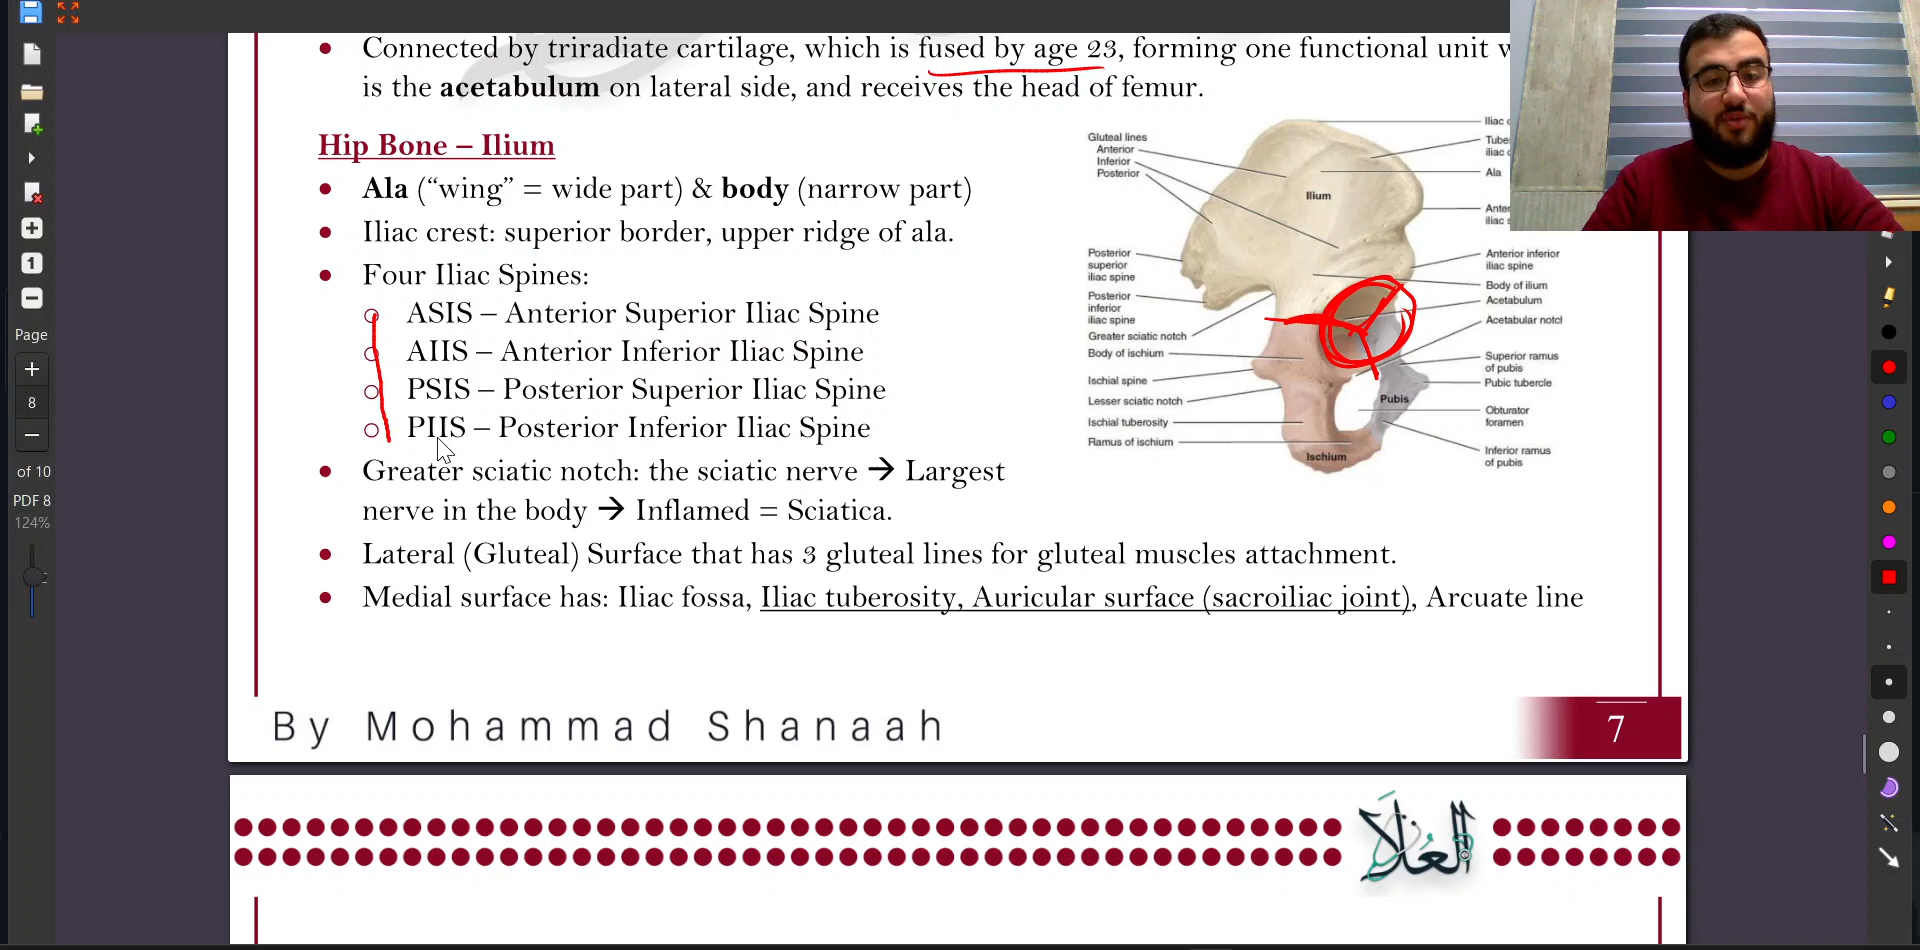 Connected by triradiate cartilage, which is fused by age 23, forming one functional unit
is the acetabulum on lateral side, and receives the head of femur.
Hip Bone – Ilium
Ala (“wing” = wide part) & body (narrow part)
Iliac crest: superior border, upper ridge of ala.
Four Iliac Spines:
ASIS – Anterior Superior Iliac Spine
AIIS – Anterior Inferior Iliac Spine
PSIS – Posterior Superior Iliac Spine
PIIS – Posterior Inferior Iliac Spine
Greater sciatic notch: the sciatic nerve → Largest
nerve in the body → Inflamed = Sciatica.
Lateral (Gluteal) Surface that has 3 gluteal lines for gluteal muscles attachment.
Medial surface has: Iliac fossa, Iliac tuberosity, Auricular surface (sacroiliac joint), Arcuate line
Gluteal lines
Anterior
Inferior
Posterior
Posterior
superior
iliac spine
Posterior
inferior
iliac spine
Greater sciatic notch
Body of ischium
Ischial spine
Lesser sciatic notch
Ischial tuberosity
Ramus of ischium
Ilium
Pubis
Ischium
Iliac
iliac
Ala
iliac
Anterior inferior
iliac spine
Body of ilium
Acetabulum
Acetabular
Superior ramus
of pubis
Pubic tubercle
Obturator
foramen
Inferior ramus
of pubis
By Mohammad Shanaah
7
العُلا
1
Page
8
of 10
PDF 8
124%